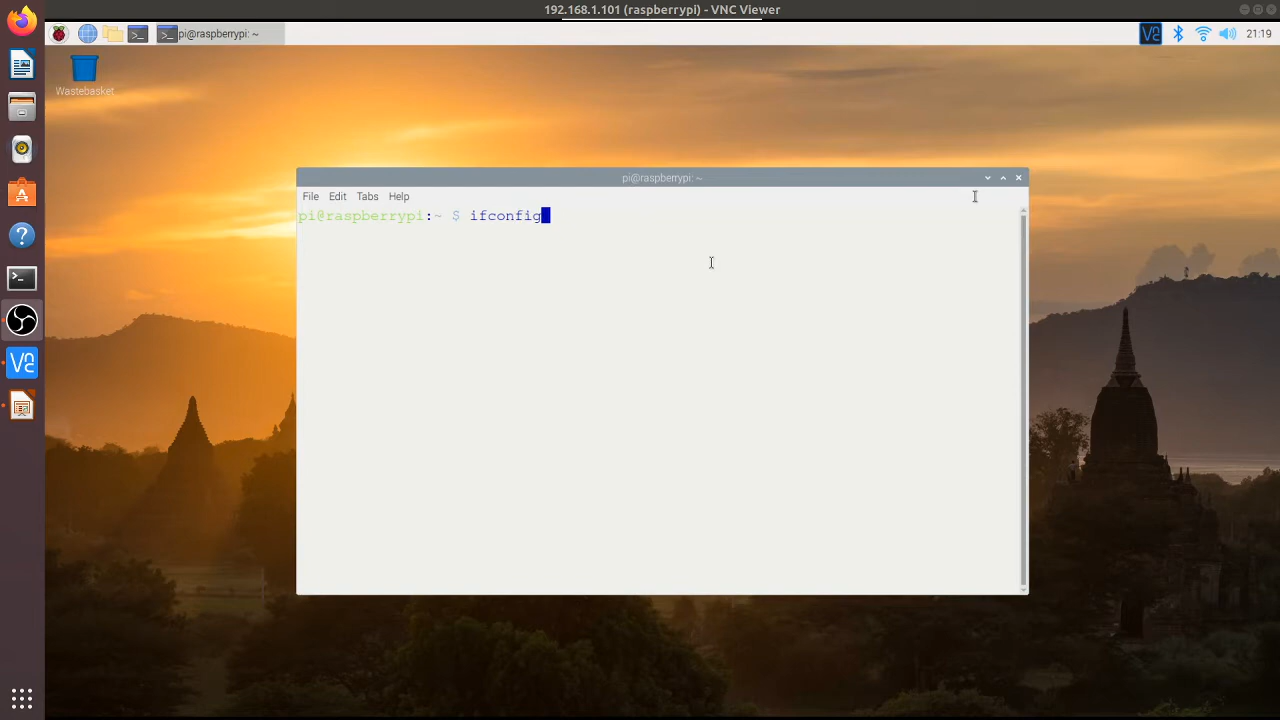 192.168.1.101 (raspberrypi) - VNC Viewer
pi@raspberrypi: ~
21:19
Wastebasket
pi@raspberrypi: ~
File Edit Tabs Help
pi@raspberrypi:~ $ ifconfig